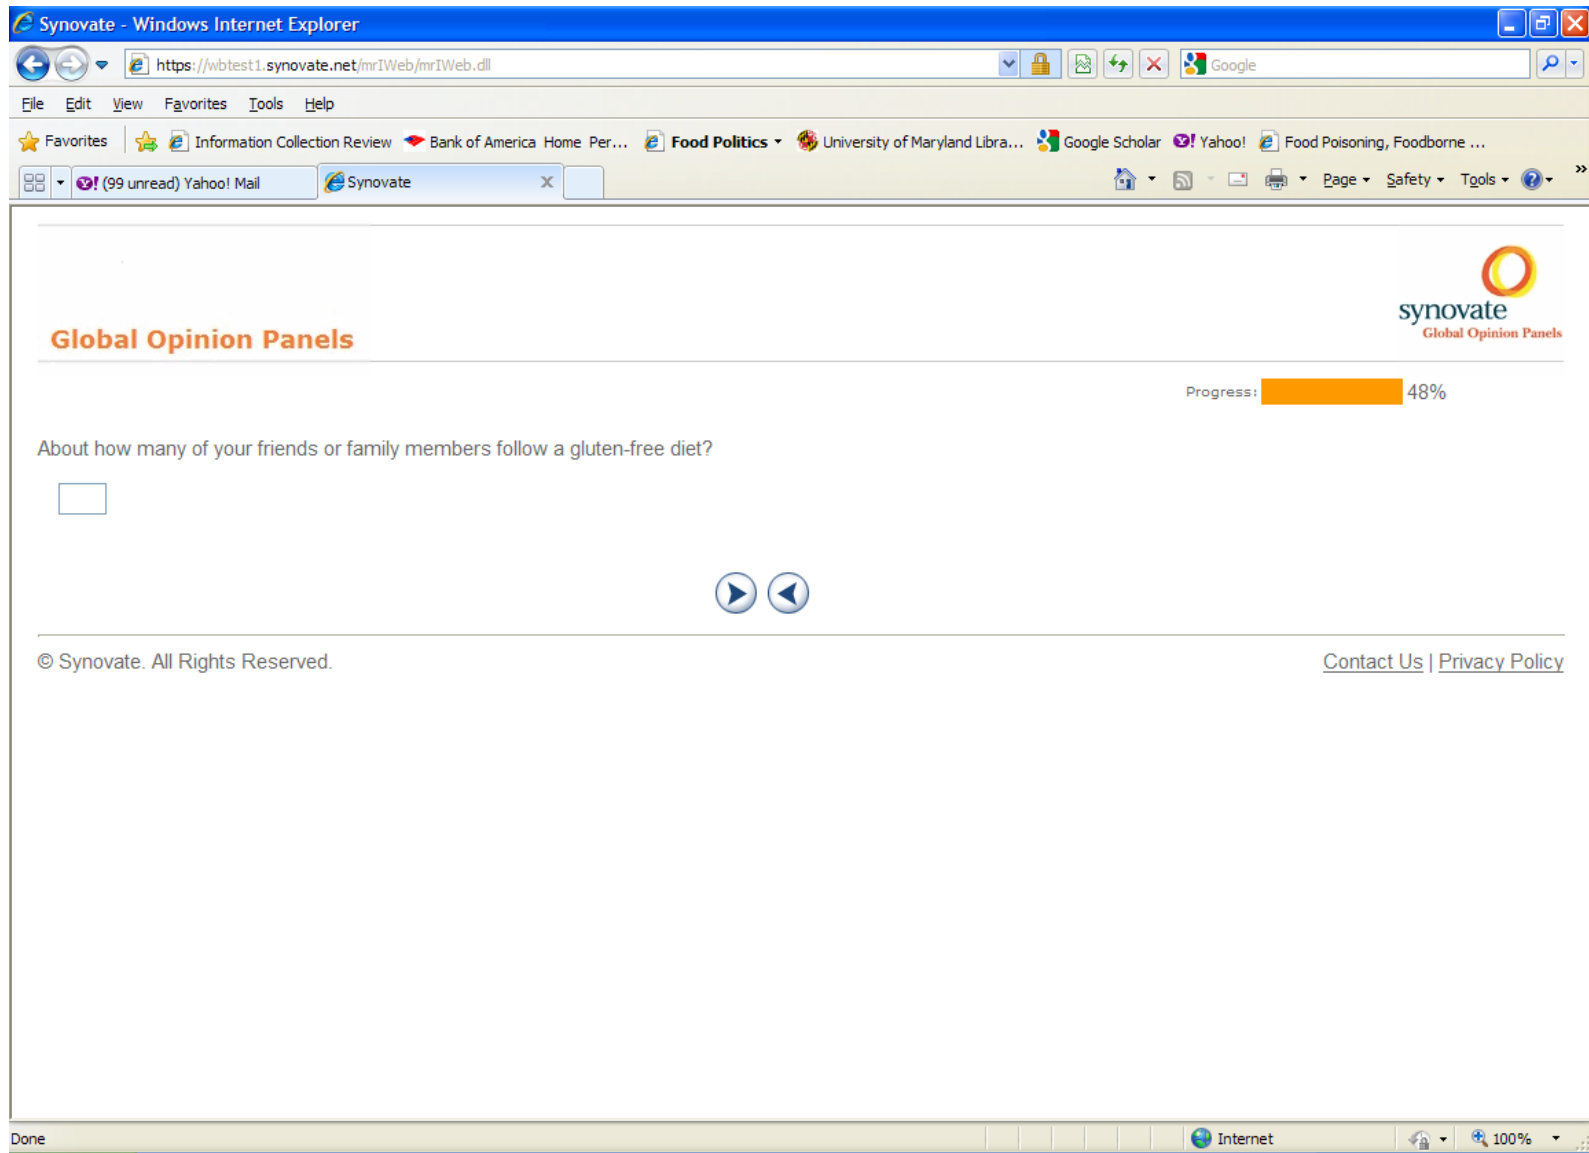 Synovate - Windows Internet Explorer
https://wbtest1.synovate.net/mrIWeb/mrIWeb.dll
Google
File Edit View Favorites Tools Help
Favorites Information Collection Review Bank of America Home Per... Food Politics University of Maryland Libra... Google Scholar Yahoo! Food Poisoning, Foodborne ...
(99 unread) Yahoo! Mail Synovate Page Safety Tools
synovate
Global Opinion Panels
Global Opinion Panels
Progress: 48%
About how many of your friends or family members follow a gluten-free diet?
© Synovate. All Rights Reserved. Contact Us | Privacy Policy
Done Internet 100%